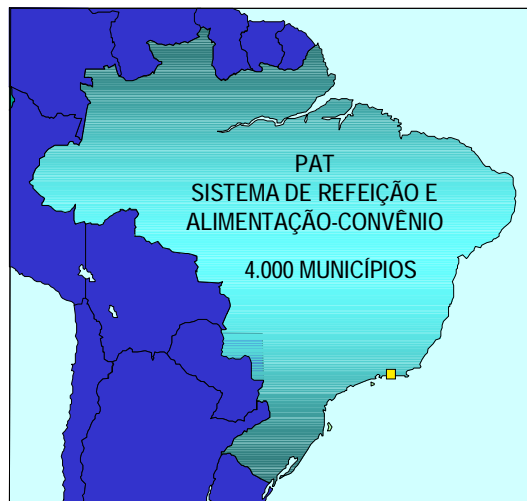 PAT
SISTEMA DE REFEIÇÃO E
ALIMENTAÇÃO-CONVÊNIO
4.000 MUNICÍPIOS